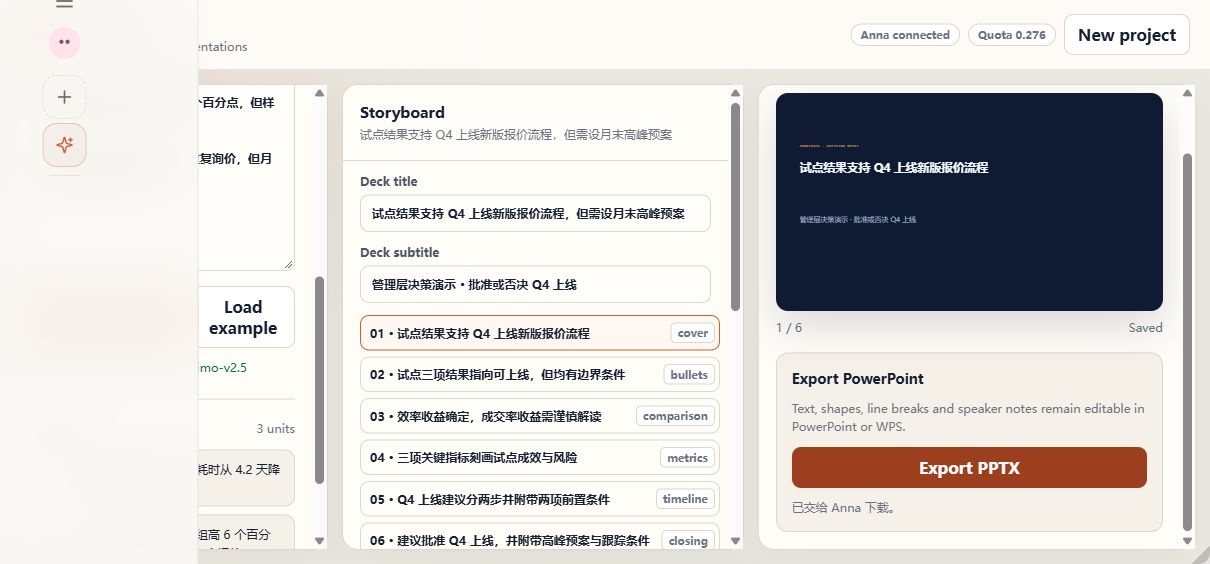 entations
Anna connected
Quota 0.276
New project
个百分点，但样
复询价，但月
Load
example
imo-v2.5
3 units
耗时从 4.2 天降
组高 6 个百分
Storyboard
试点结果支持 Q4 上线新版报价流程，但需设月末高峰预案
Deck title
试点结果支持 Q4 上线新版报价流程，但需设月末高峰预案
Deck subtitle
管理层决策演示 · 批准或否决 Q4 上线
01 · 试点结果支持 Q4 上线新版报价流程
cover
02 · 试点三项结果指向可上线，但均有边界条件
bullets
03 · 效率收益确定，成交率收益需谨慎解读
comparison
04 · 三项关键指标刻画试点成效与风险
metrics
05 · Q4 上线建议分两步并附带两项前置条件
timeline
06 · 建议批准 Q4 上线，并附带高峰预案与跟踪条件
closing
试点结果支持 Q4 上线新版报价流程
管理层决策演示 · 批准或否决 Q4 上线
1 / 6
Saved
Export PowerPoint
Text, shapes, line breaks and speaker notes remain editable in
PowerPoint or WPS.
Export PPTX
已交给 Anna 下载。